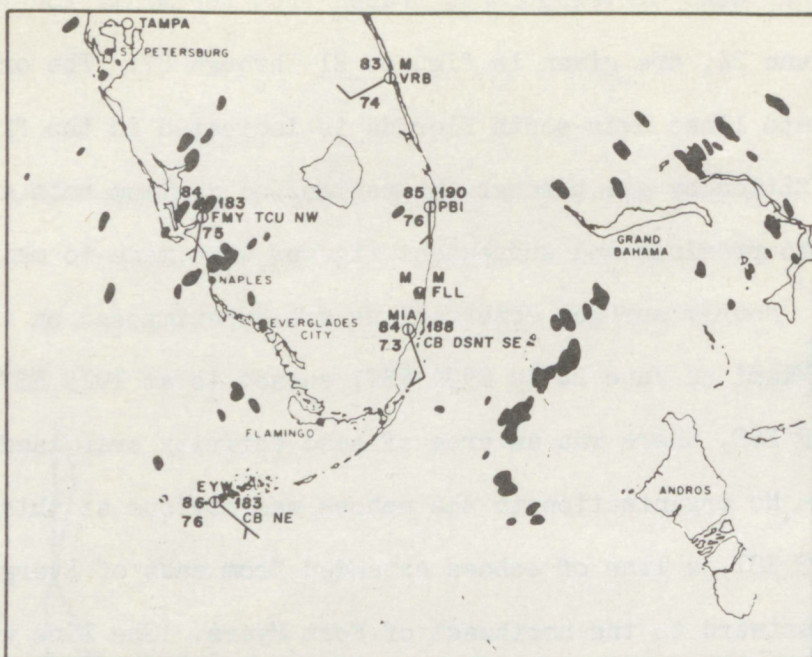 TAMPA
ST. PETERSBURG
83 M
VRB
74
84 183
FMY TCU NW
75
85 190
PBI
76
GRAND
BAHAMA
NAPLES
M M
FLL
EVERGLADES
CITY
MIA
84 188
73 CB DSNT SE
FLAMINGO
EYW
86 183
76 CB NE
ANDROS